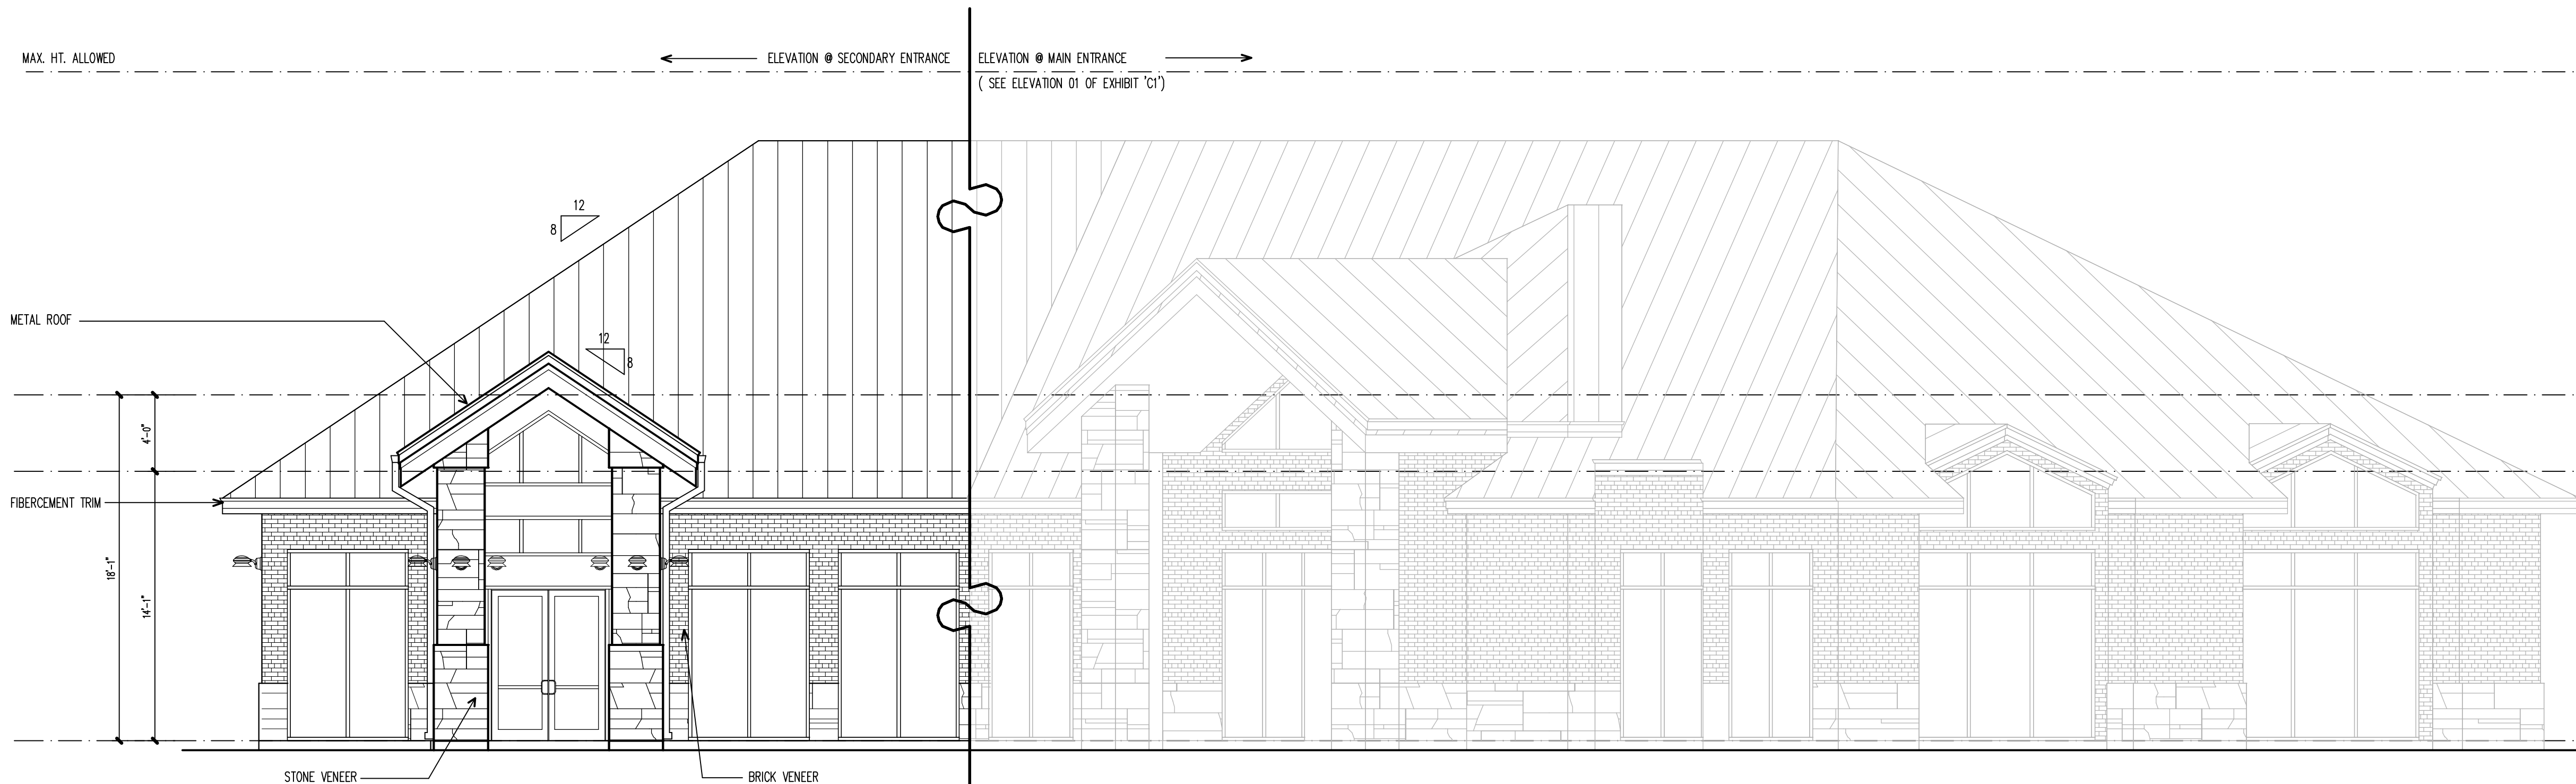 MAX. HT. ALLOWED
ELEVATION @ SECONDARY ENTRANCE
ELEVATION @ MAIN ENTRANCE
( SEE ELEVATION 01 OF EXHIBIT 'C1')
12
8
METAL ROOF
12
8
4'-0"
FIBERCEMENT TRIM
18'-1"
14'-1"
STONE VENEER
BRICK VENEER